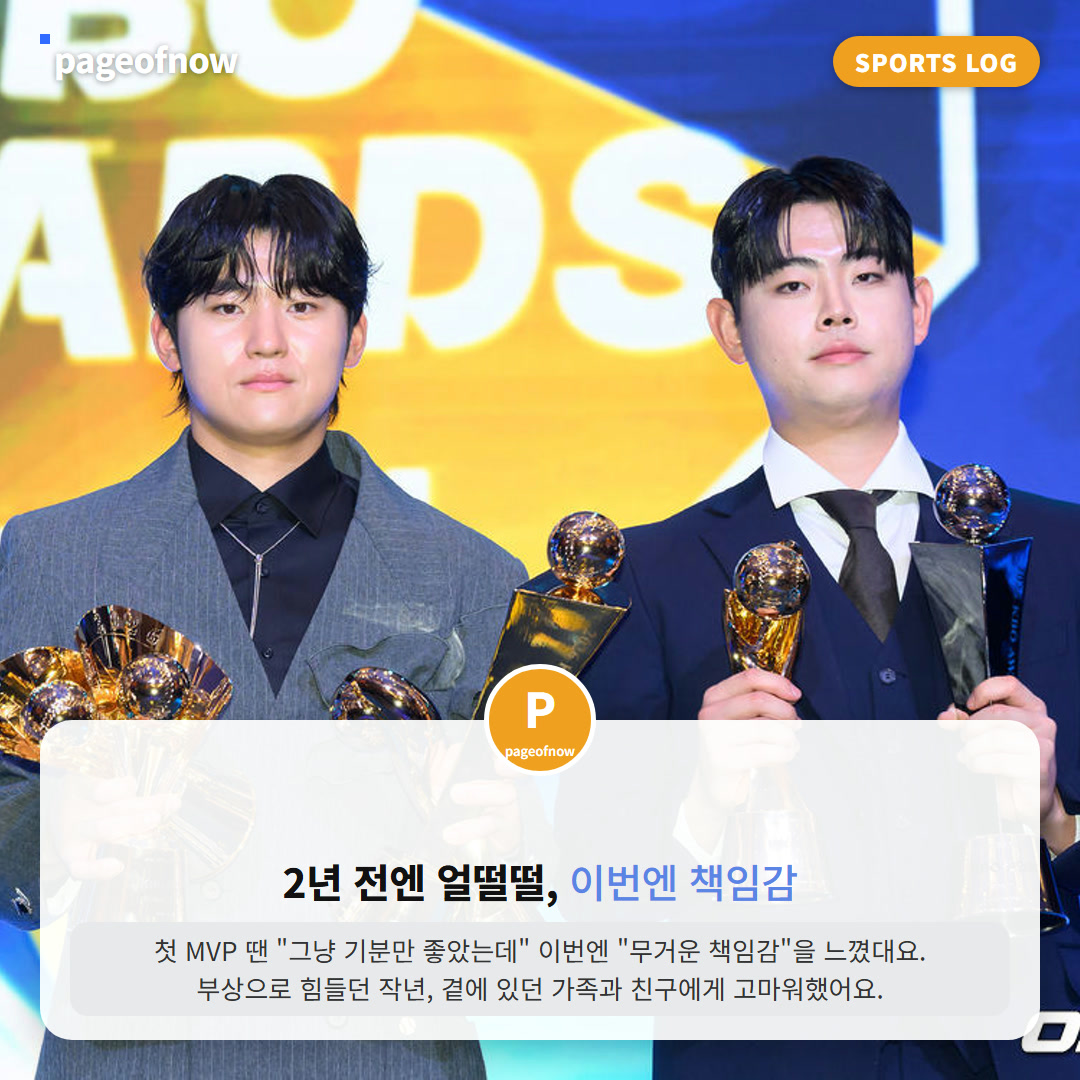 pageofnow
SPORTS LOG
BO
ARDS
P
pageofnow
2년 전엔 얼떨떨, 이번엔 책임감
첫 MVP 땐 "그냥 기분만 좋았는데" 이번엔 "무거운 책임감"을 느꼈대요.
부상으로 힘들던 작년, 곁에 있던 가족과 친구에게 고마워했어요.